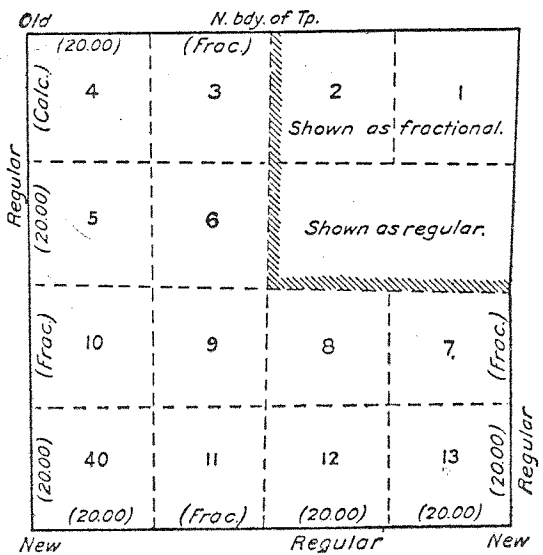 Old N. bdy. of Tp.
(20.00) (Frac.)
(Calc.) 4 3 2 1
Shown as fractional.
Regular
(20.00) 5 6 Shown as regular.
(Frac.) 10 9 8 7 (Frac.)
(20.00) 40 11 12 13 (20.00) Regular
(20.00) (Frac.) (20.00) (20.00)
New Regular New